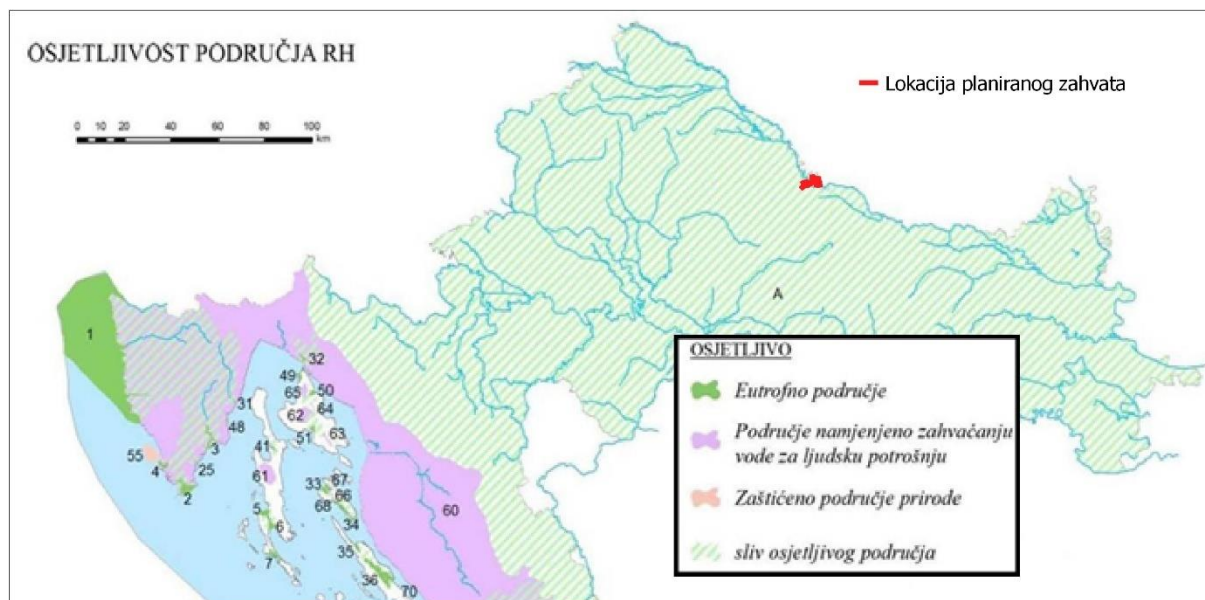 OSJETLJIVOST PODRUČJA RH
0 10 20 40 60 80 100
km
Lokacija planiranog zahvata
A
1
32
49
50
65
31
62
64
51
63
48
3
41
55
4
25
61
2
33
67
66
68
5
6
34
60
35
7
36
70
OSJETLJIVO
Eutrofno područje
Područje namjenjeno zahvaćanju
vode za ljudsku potrošnju
Zaštićeno područje prirode
sliv osjetljivog područja